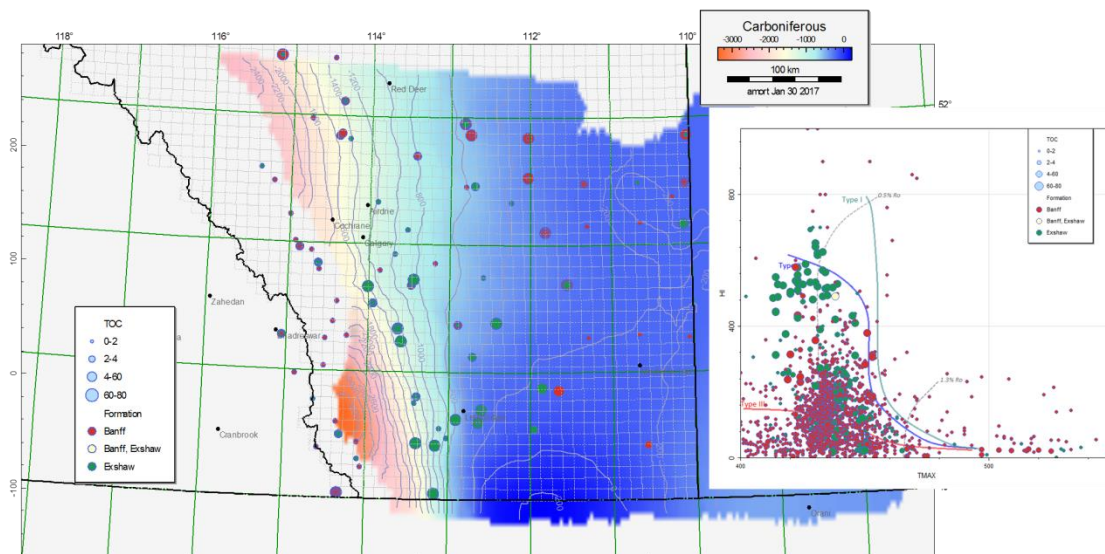 Carboniferous
-3000 -2000 -1000 0
100 km
amort Jan 30 2017
118° 116° 114° 112° 110°
52°
200
100
0
-100
Red Deer
Airdrie
Cochrane
Calgary
Zahedan
Cranbrook
TOC
0-2
2-4
4-60
60-80
Formation
Banff
Banff, Exshaw
Exshaw
TOC
0-2
2-4
4-60
60-80
Formation
Banff
Banff, Exshaw
Exshaw
Type I
0.5% Ro
Type III
1.3% Ro
HI
800
400
0
400 500
TMAX